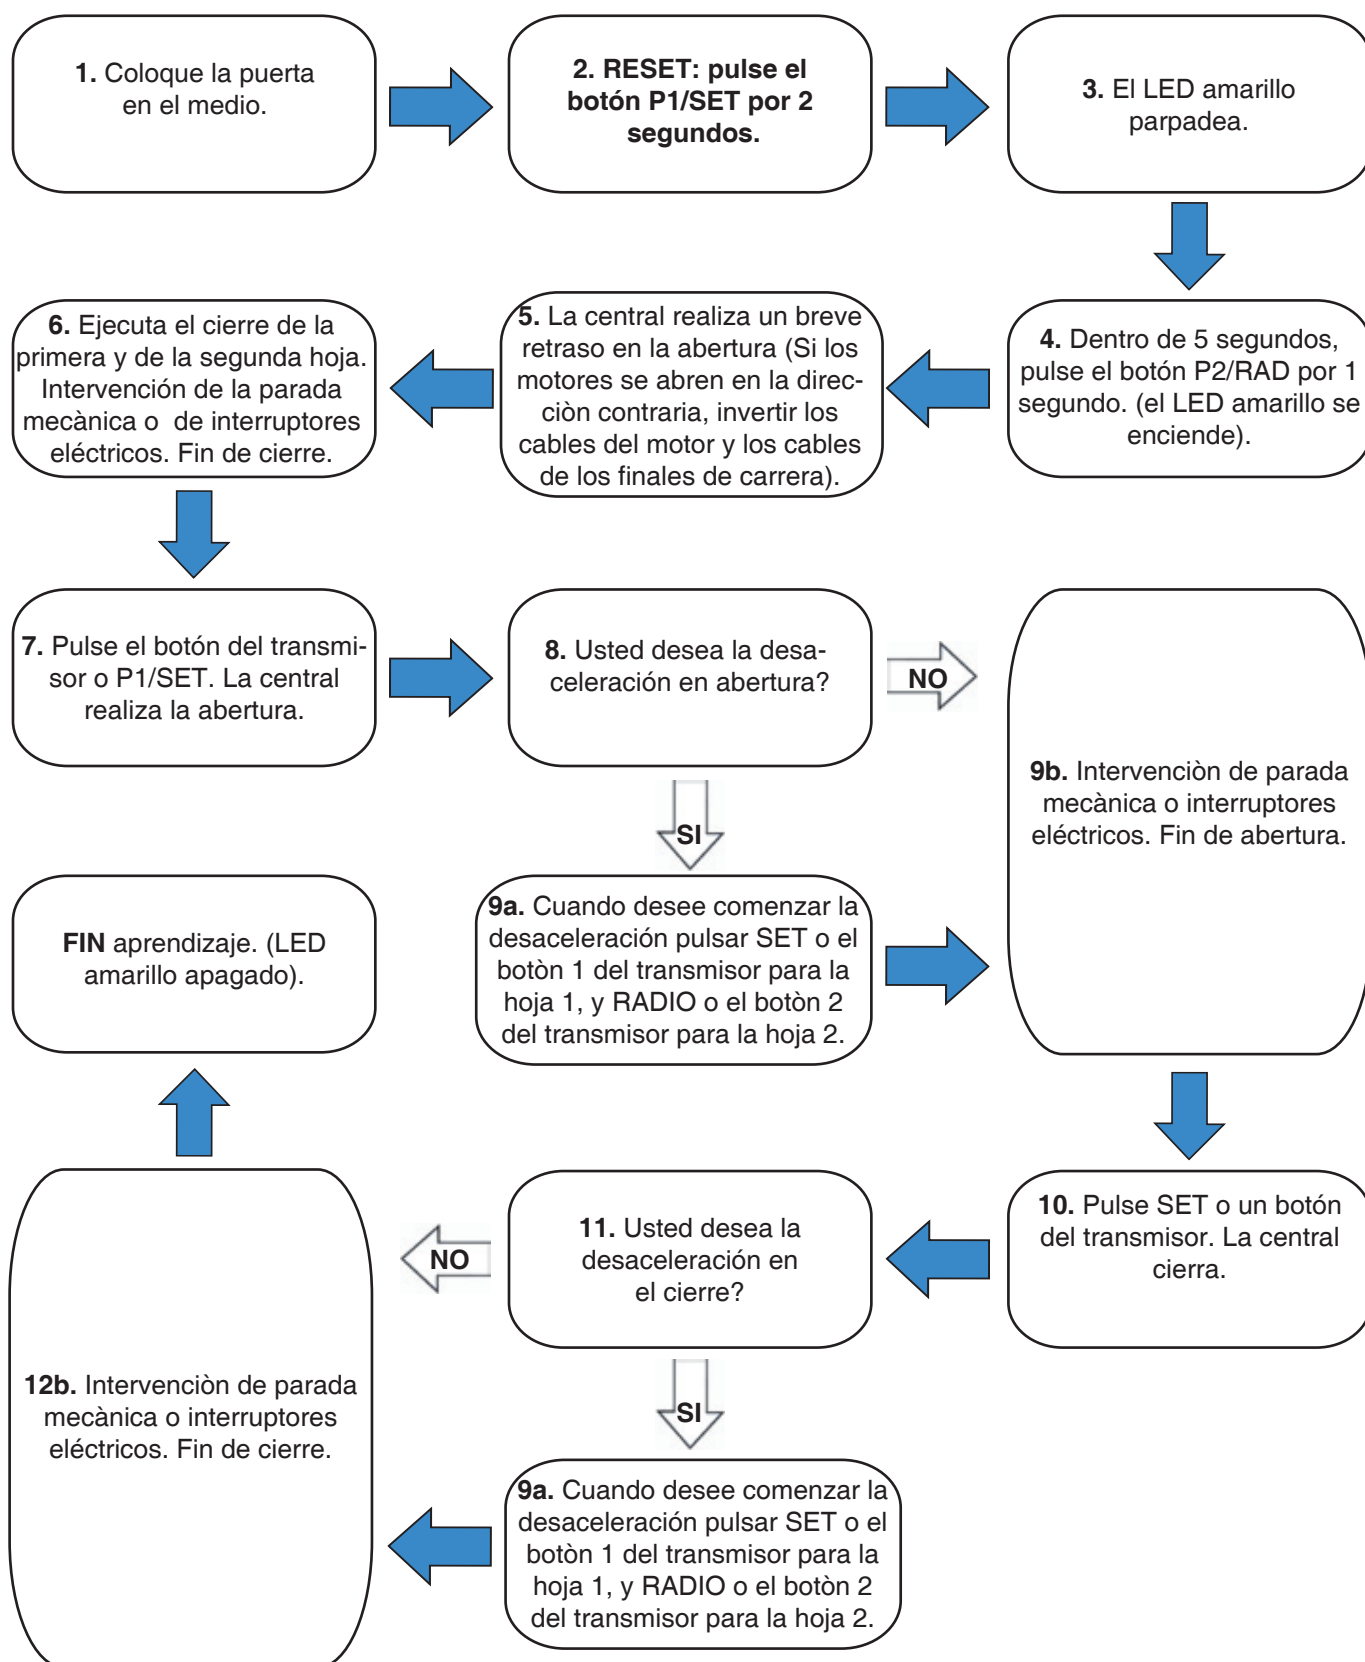 1. Coloque la puerta
en el medio.
2. RESET: pulse el
botón P1/SET por 2
segundos.
3. El LED amarillo
parpadea.
4. Dentro de 5 segundos,
pulse el botón P2/RAD por 1
segundo. (el LED amarillo se
enciende).
5. La central realiza un breve
retraso en la abertura (Si los
motores se abren en la direc-
ciòn contraria, invertir los
cables del motor y los cables
de los finales de carrera).
6. Ejecuta el cierre de la
primera y de la segunda hoja.
Intervención de la parada
mecànica o de interruptores
eléctricos. Fin de cierre.
7. Pulse el botón del transmi-
sor o P1/SET. La central
realiza la abertura.
8. Usted desea la desa-
celeración en abertura?
NO
SI
9b. Intervenciòn de parada
mecànica o interruptores
eléctricos. Fin de abertura.
9a. Cuando desee comenzar la
desaceleración pulsar SET o el
botòn 1 del transmisor para la
hoja 1, y RADIO o el botòn 2
del transmisor para la hoja 2.
10. Pulse SET o un botón
del transmisor. La central
cierra.
11. Usted desea la
desaceleración en
el cierre?
NO
SI
9a. Cuando desee comenzar la
desaceleración pulsar SET o el
botòn 1 del transmisor para la
hoja 1, y RADIO o el botòn 2
del transmisor para la hoja 2.
12b. Intervenciòn de parada
mecànica o interruptores
eléctricos. Fin de cierre.
FIN aprendizaje. (LED
amarillo apagado).